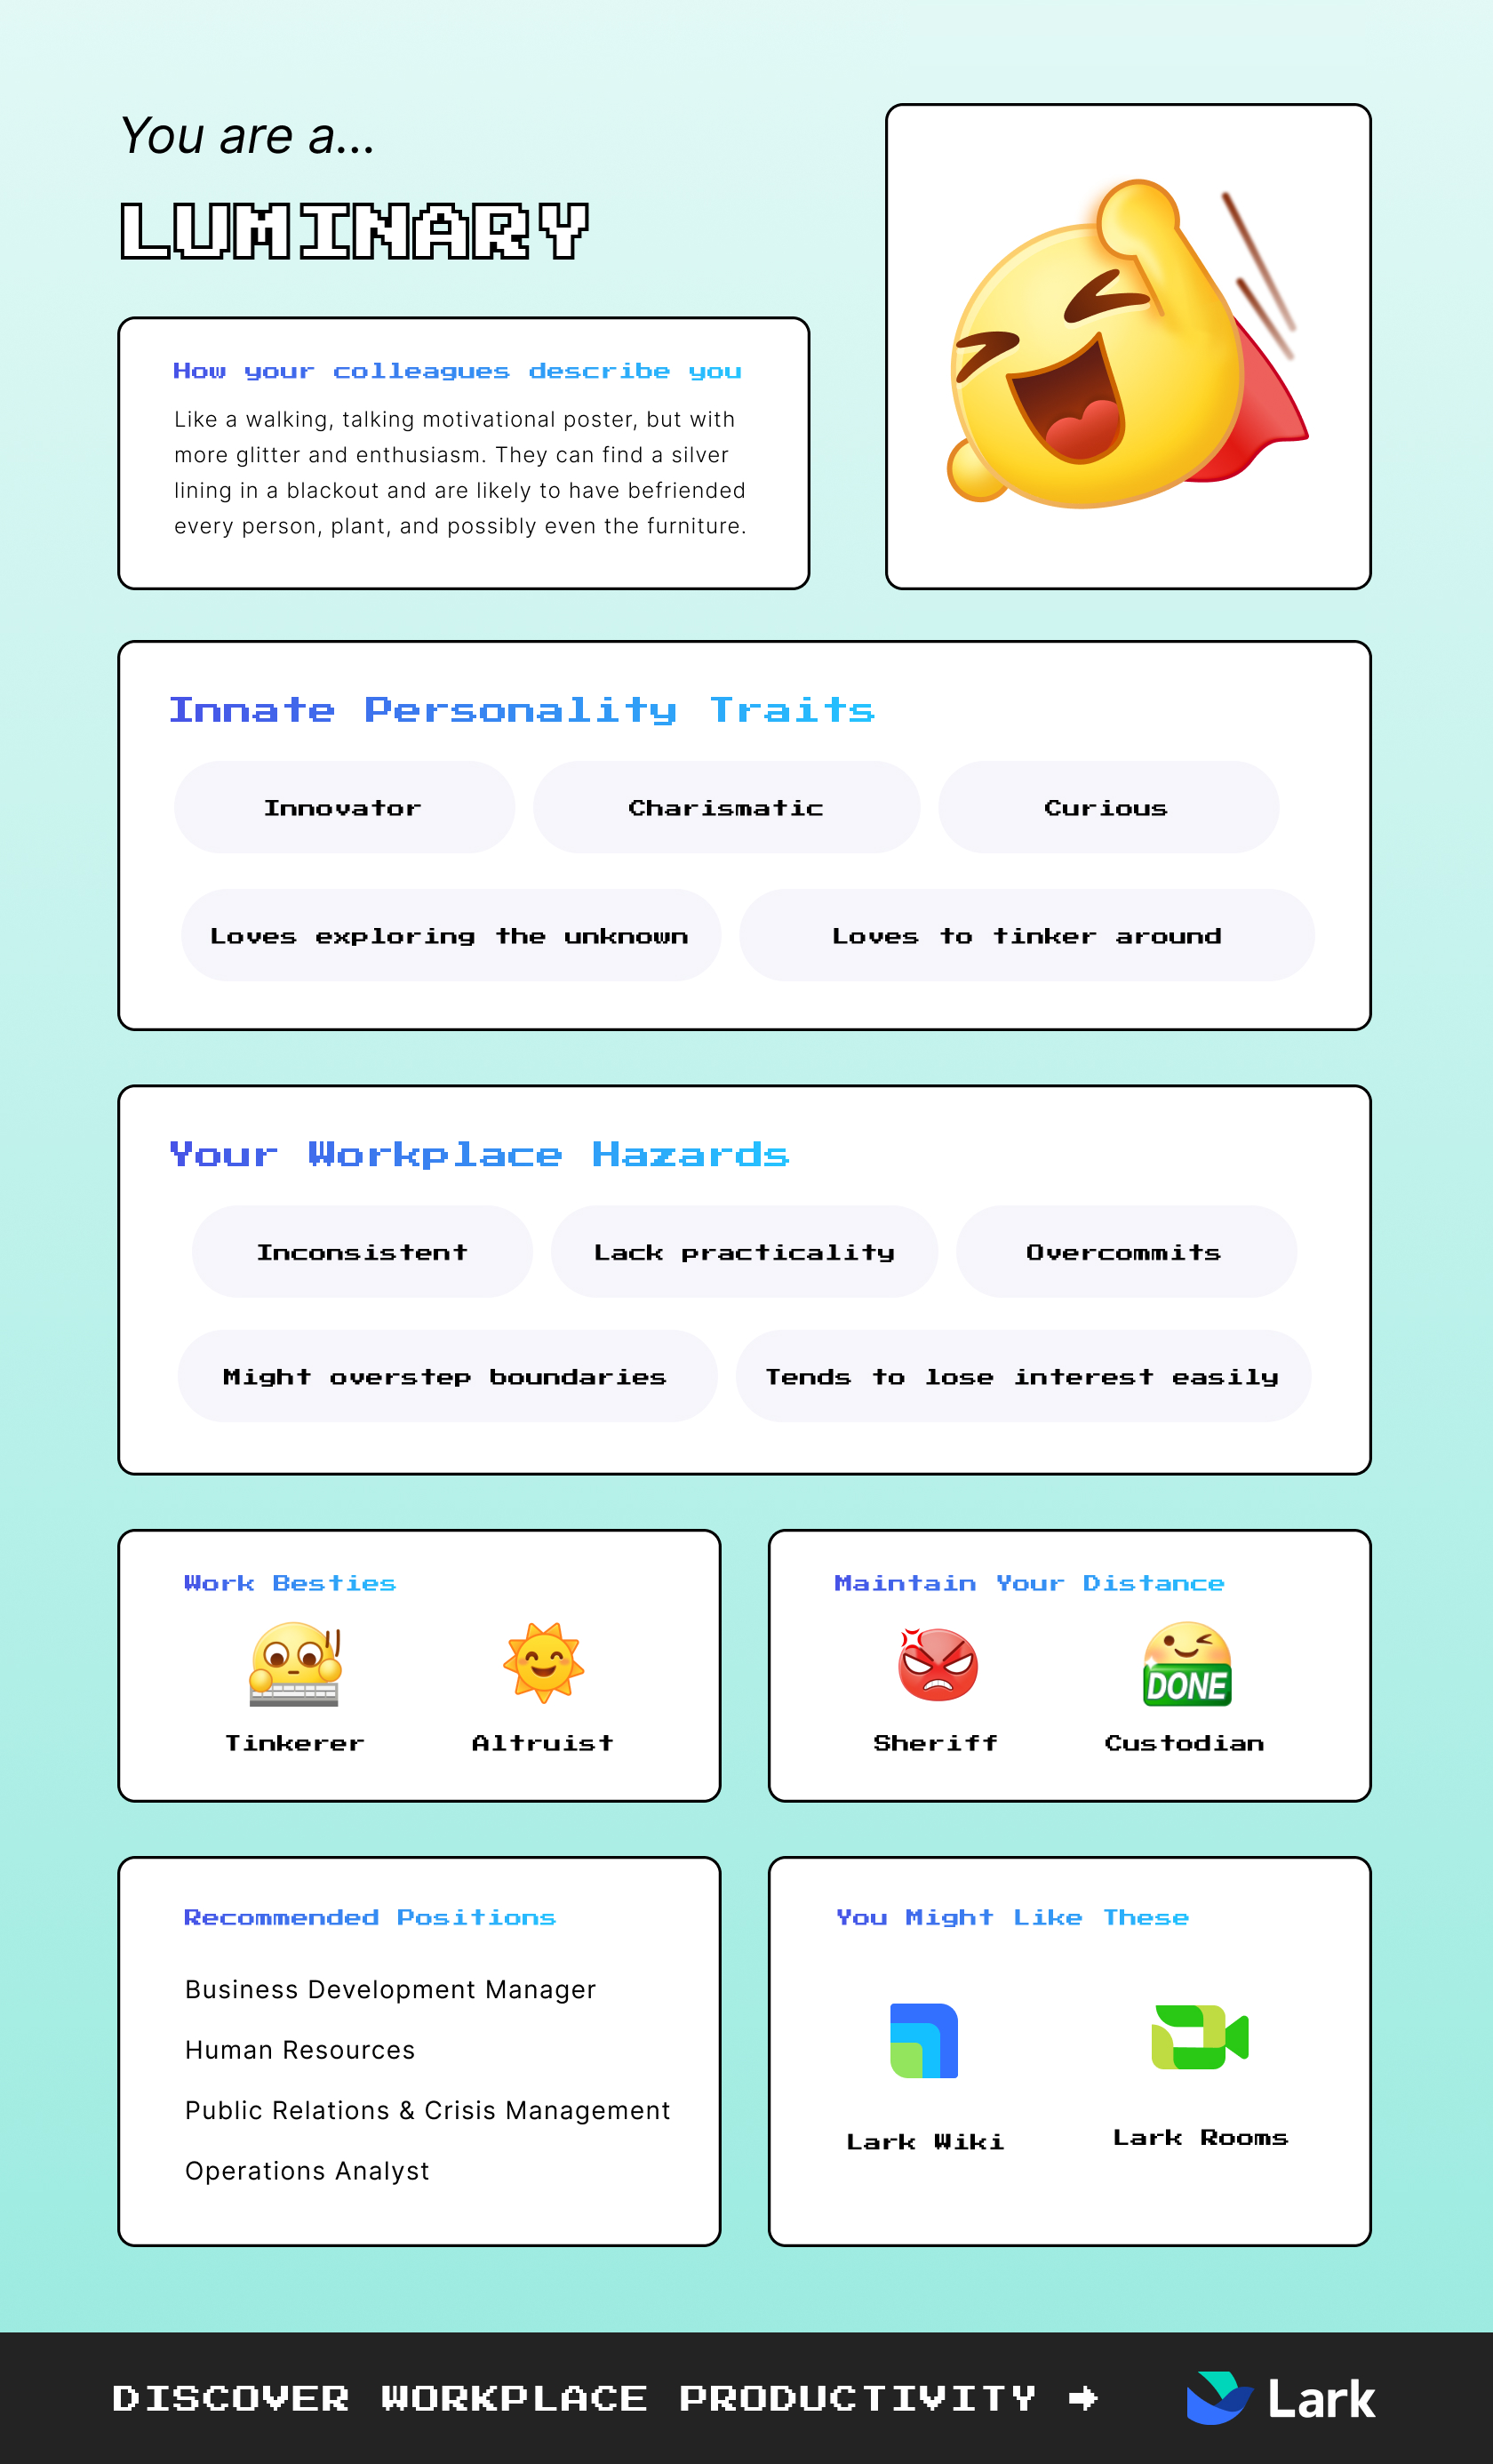 You are a...
LUMINARY
How your colleagues describe you
Like a walking, talking motivational poster, but with
more glitter and enthusiasm. They can find a silver
lining in a blackout and are likely to have befriended
every person, plant, and possibly even the furniture.
Innate Personality Traits
Innovator
Charismatic
Curious
Loves exploring the unknown
Loves to tinker around
Your Workplace Hazards
Inconsistent
Lack practicality
Overcommits
Might overstep boundaries
Tends to lose interest easily
Work Besties
Tinkerer
Altruist
Maintain Your Distance
DONE
Sheriff
Custodian
Recommended Positions
Business Development Manager
Human Resources
Public Relations & Crisis Management
Operations Analyst
You Might Like These
Lark Wiki
Lark Rooms
DISCOVER WORKPLACE PRODUCTIVITY →
Lark